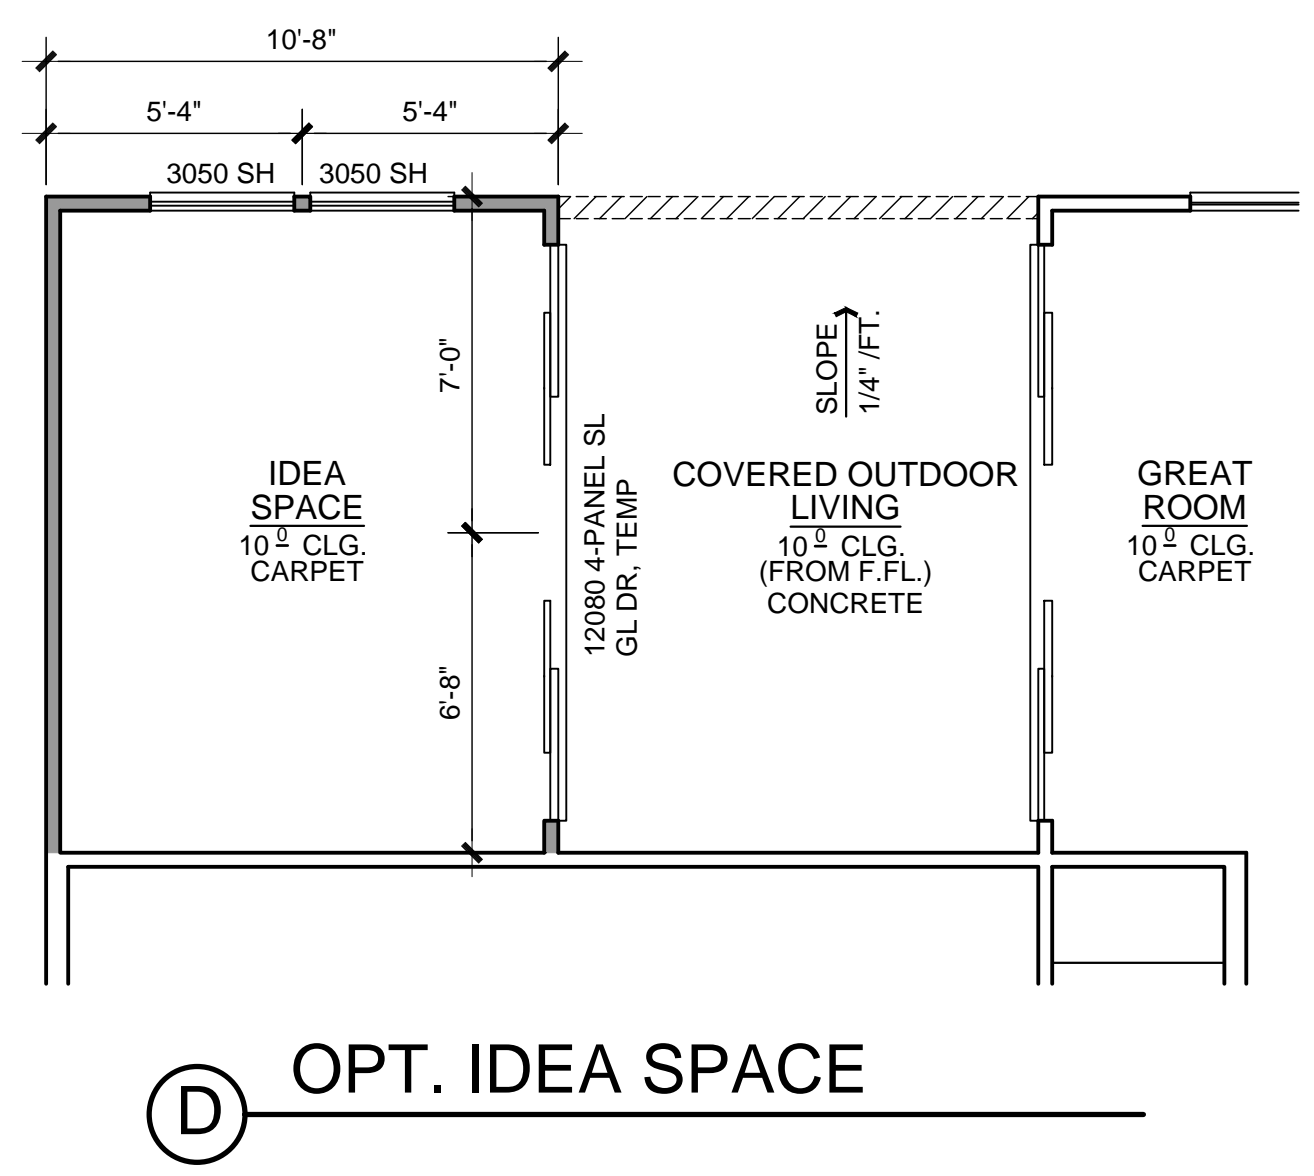 10'-8"
5'-4"
5'-4"
3050 SH
3050 SH
7'-0"
6'-8"
IDEA
SPACE
10 0 CLG.
CARPET
12080 4-PANEL SL
GL DR, TEMP
SLOPE
1/4" /FT.
COVERED OUTDOOR
LIVING
10 0 CLG.
(FROM F.FL.)
CONCRETE
GREAT
ROOM
10 0 CLG.
CARPET
D
OPT. IDEA SPACE